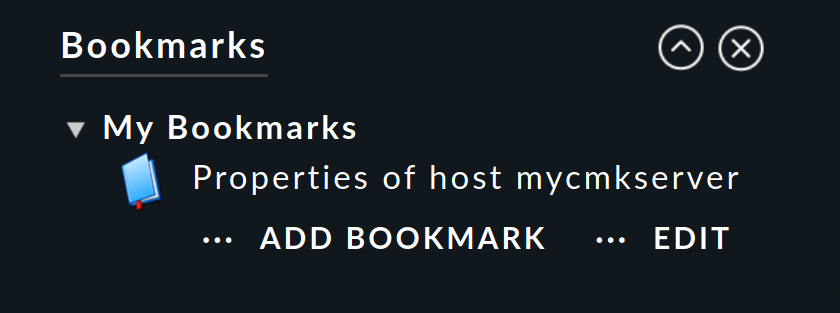 Bookmarks
My Bookmarks
Properties of host mycmkserver
··· ADD BOOKMARK ··· EDIT